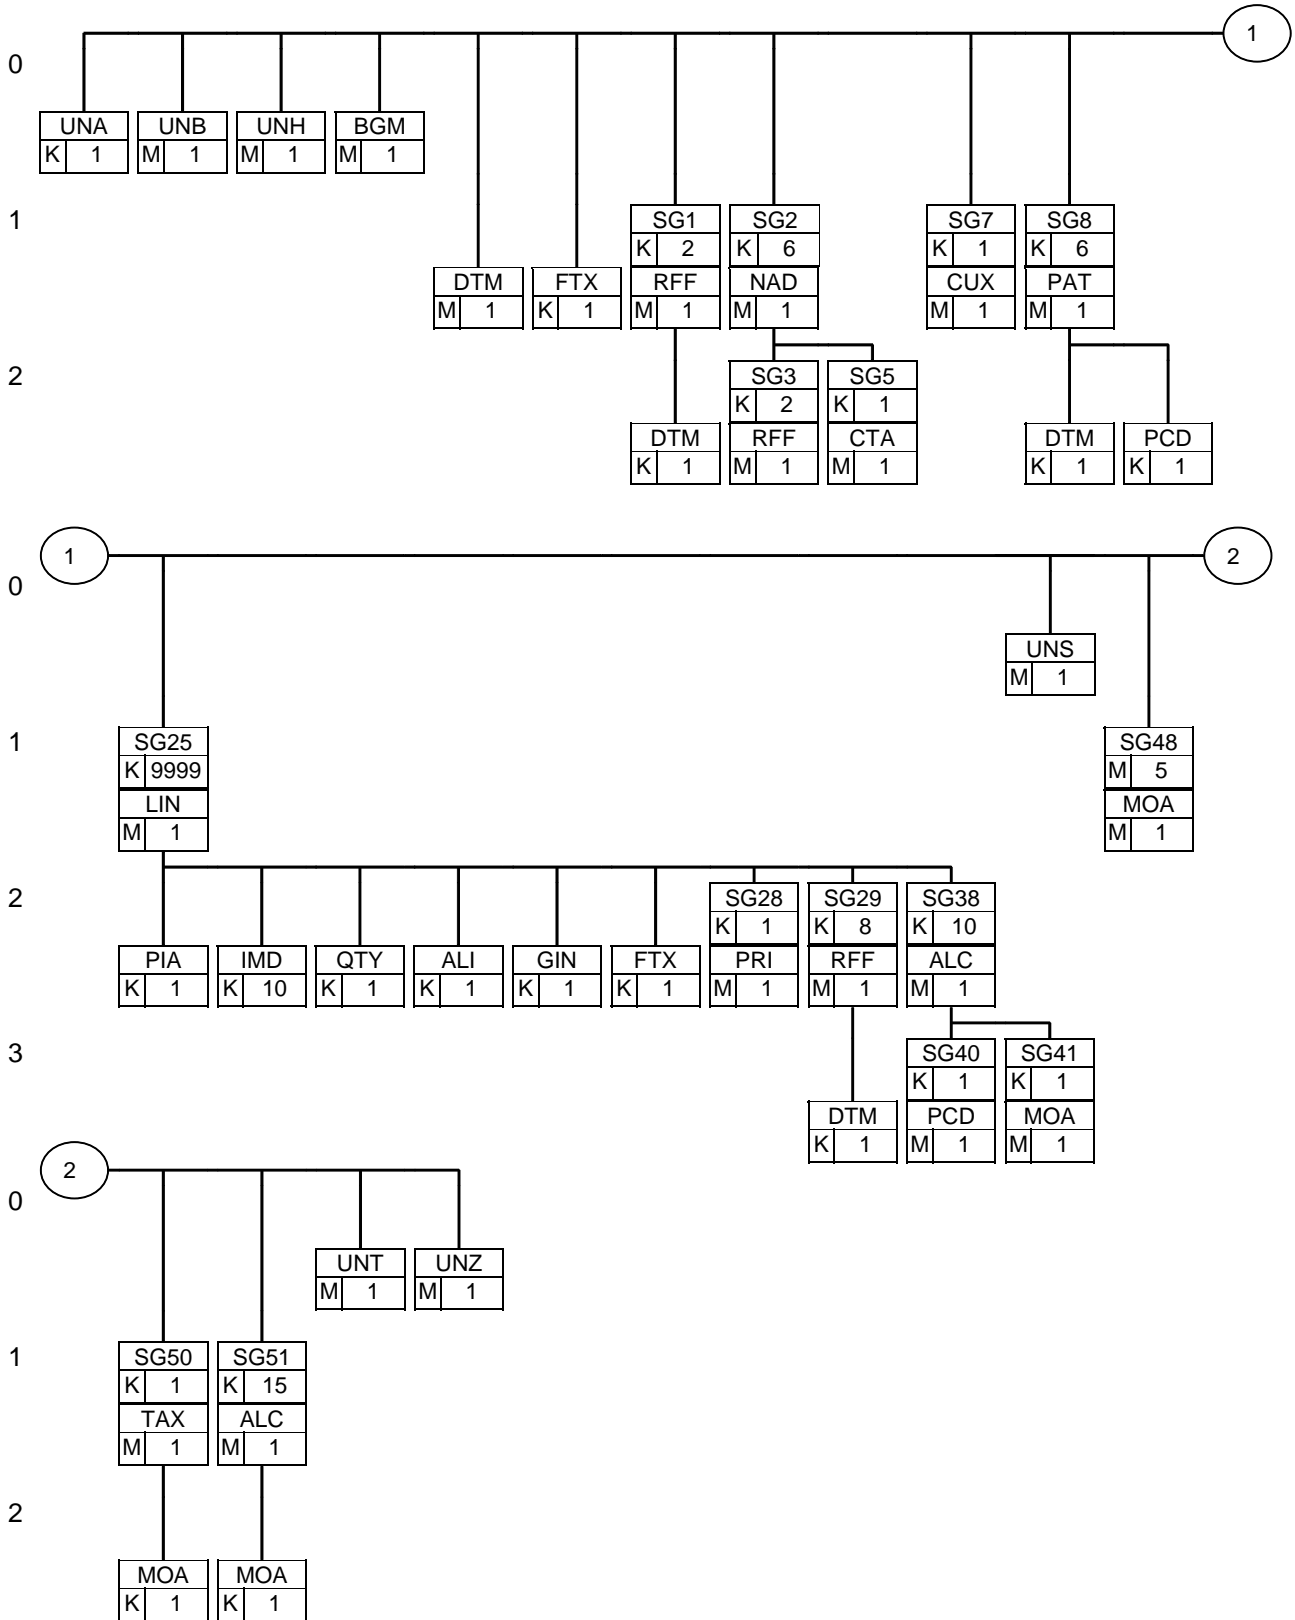 1
0
UNA UNB UNH BGM
K 1 M 1 M 1 M 1
1
SG1 SG2 SG7 SG8
K 2 K 6 K 1 K 6
DTM FTX RFF NAD CUX PAT
M 1 K 1 M 1 M 1 M 1 M 1
2
SG3 SG5
K 2 K 1
DTM RFF CTA DTM PCD
K 1 M 1 M 1 K 1 K 1
1 2
0
UNS
M 1
1
SG25 SG48
K 9999 M 5
LIN MOA
M 1 M 1
2
SG28 SG29 SG38
K 1 K 8 K 10
PIA IMD QTY ALI GIN FTX PRI RFF ALC
K 1 K 10 K 1 K 1 K 1 K 1 M 1 M 1 M 1
3
SG40 SG41
K 1 K 1
DTM PCD MOA
K 1 M 1 M 1
2
0
UNT UNZ
M 1 M 1
1
SG50 SG51
K 1 K 15
TAX ALC
M 1 M 1
2
MOA MOA
K 1 K 1